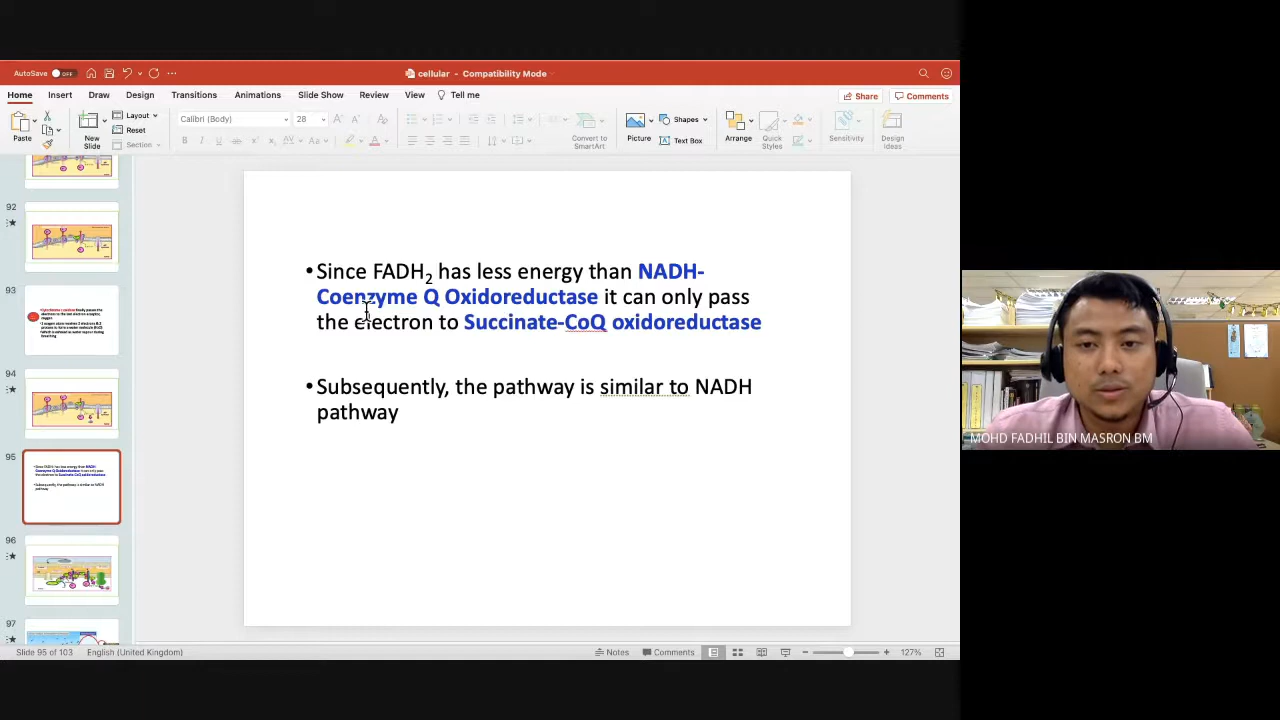 AutoSave OFF
cellular - Compatibility Mode
Home Insert Draw Design Transitions Animations Slide Show Review View Tell me
Share Comments
Paste
New Slide
Layout
Reset
Section
Calibri (Body) 28
Convert to SmartArt
Picture
Shapes
Text Box
Arrange
Quick Styles
Sensitivity
Design Ideas
92
93
94
95
96
97
• Since FADH2 has less energy than NADH-
Coenzyme Q Oxidoreductase it can only pass
the electron to Succinate-CoQ oxidoreductase
• Subsequently, the pathway is similar to NADH
pathway
MOHD FADHIL BIN MASRON BM
Slide 95 of 103 English (United Kingdom) Notes Comments 127%